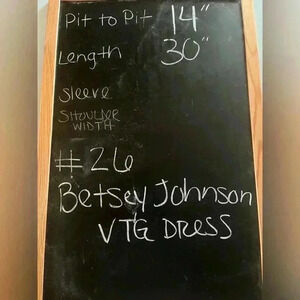 Pit to Pit 14"
Length 30"
Sleeve
SHOULDER
WIDTH
#26
Betsey Johnson
VTG DRESS